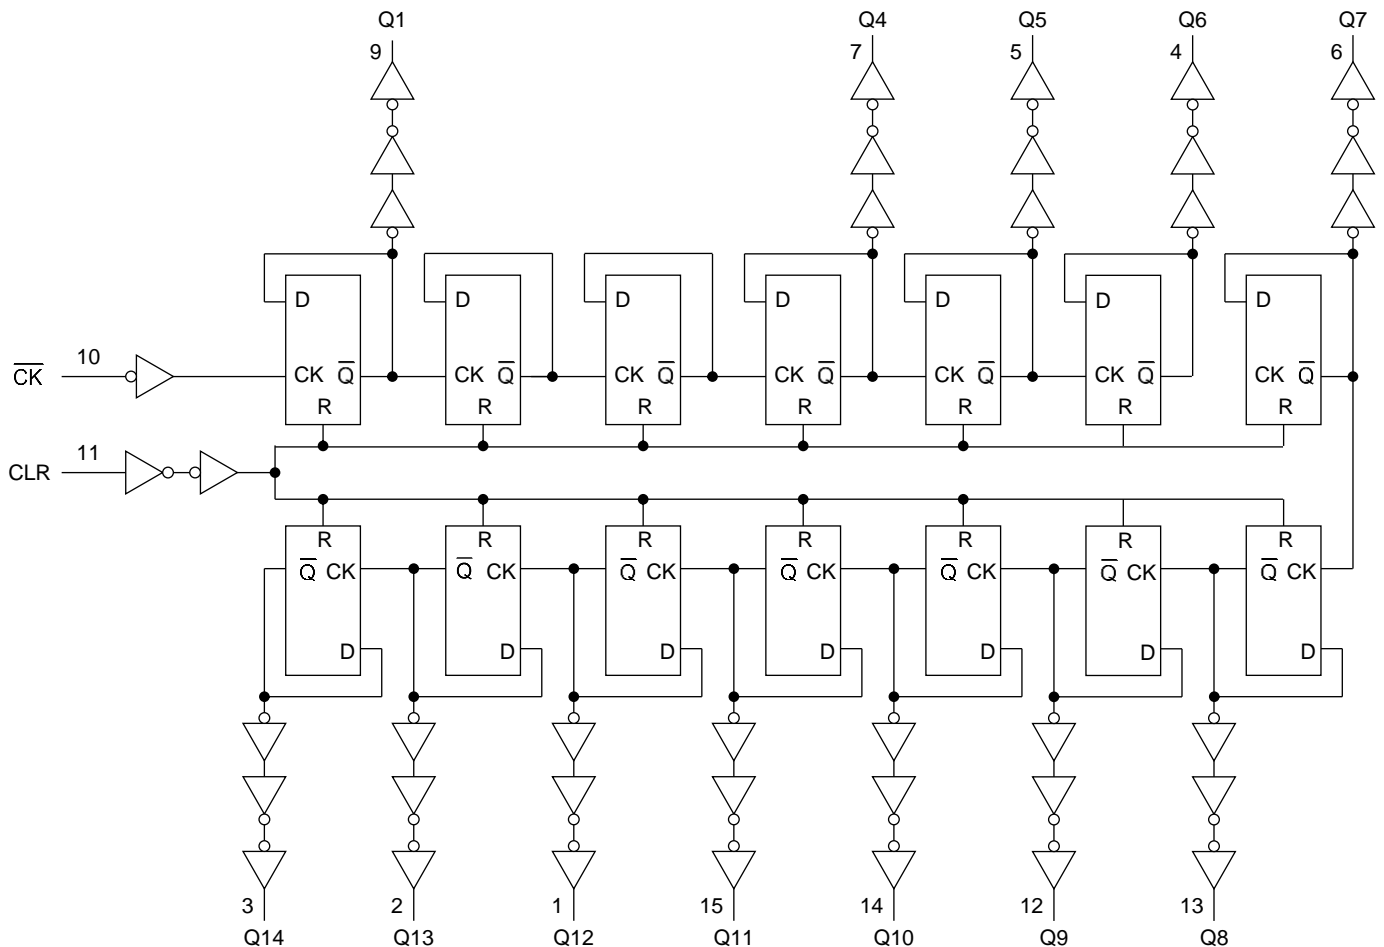 Q1 Q4 Q5 Q6 Q7
9 7 5 4 6
D D D D D D D
C̅K̅ 10 CK Q̅ CK Q̅ CK Q̅ CK Q̅ CK Q̅ CK Q̅ CK Q̅
R R R R R R R
CLR 11
R R R R R R R
Q̅ CK Q̅ CK Q̅ CK Q̅ CK Q̅ CK Q̅ CK Q̅ CK
D D D D D D D
3 2 1 15 14 12 13
Q14 Q13 Q12 Q11 Q10 Q9 Q8